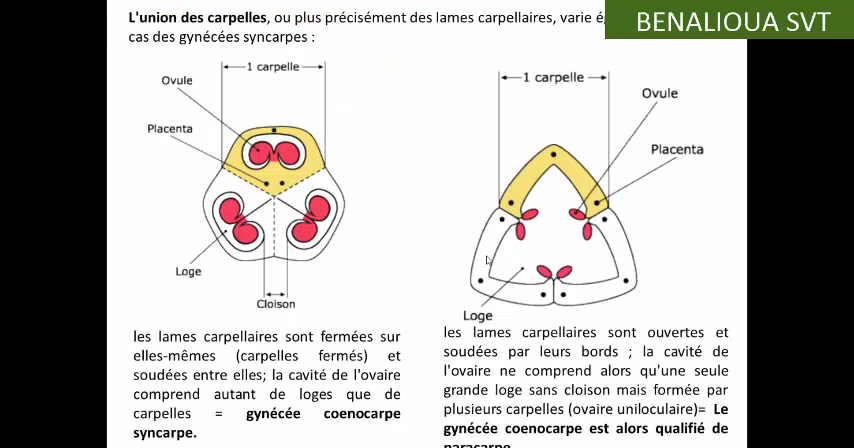 L'union des carpelles, ou plus précisément des lames carpellaires, varie
BENALIOUA SVT
cas des gynécées syncarpes :
1 carpelle
Ovule
Placenta
Loge
Cloison
1 carpelle
Ovule
Placenta
Loge
les lames carpellaires sont fermées sur
elles-mêmes (carpelles fermés) et
soudées entre elles; la cavité de l'ovaire
comprend autant de loges que de
carpelles = gynécée coenocarpe
syncarpe.
les lames carpellaires sont ouvertes et
soudées par leurs bords ; la cavité de
l'ovaire ne comprend alors qu'une seule
grande loge sans cloison mais formée par
plusieurs carpelles (ovaire uniloculaire)= Le
gynécée coenocarpe est alors qualifié de
paracarpe